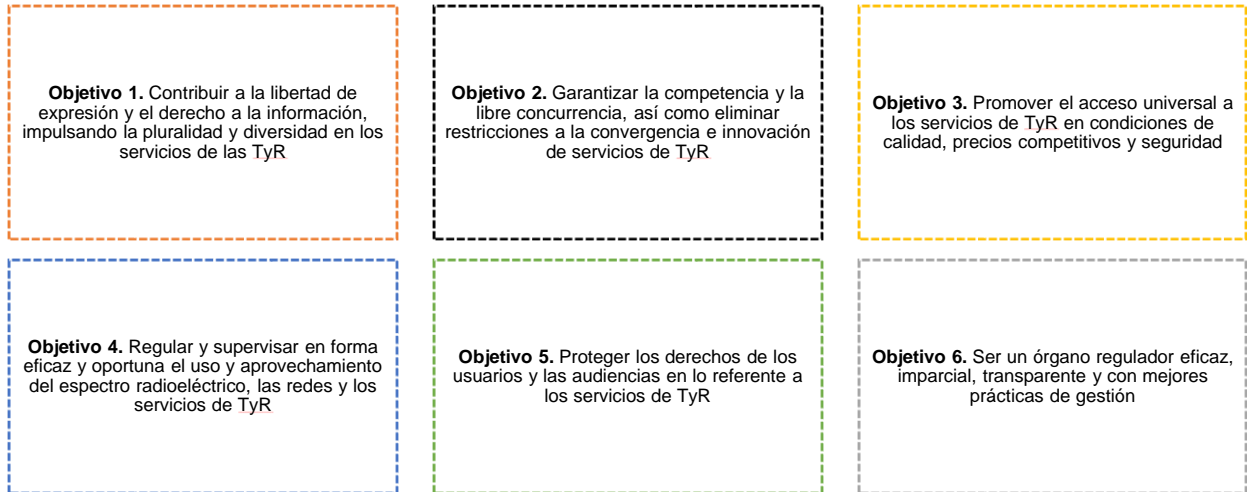 Objetivo 1. Contribuir a la libertad de
expresión y el derecho a la información,
impulsando la pluralidad y diversidad en los
servicios de las TyR
Objetivo 2. Garantizar la competencia y la
libre concurrencia, así como eliminar
restricciones a la convergencia e innovación
de servicios de TyR
Objetivo 3. Promover el acceso universal a
los servicios de TyR en condiciones de
calidad, precios competitivos y seguridad
Objetivo 4. Regular y supervisar en forma
eficaz y oportuna el uso y aprovechamiento
del espectro radioeléctrico, las redes y los
servicios de TyR
Objetivo 5. Proteger los derechos de los
usuarios y las audiencias en lo referente a
los servicios de TyR
Objetivo 6. Ser un órgano regulador eficaz,
imparcial, transparente y con mejores
prácticas de gestión